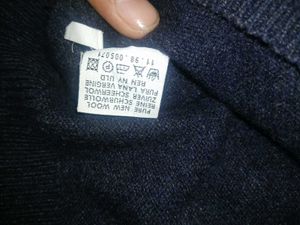 PURE NEW WOOL
REINE SCHURWOLLE
ZUIVER SCHEERWOL
PURA LANA VERGINE
REN NY ULD